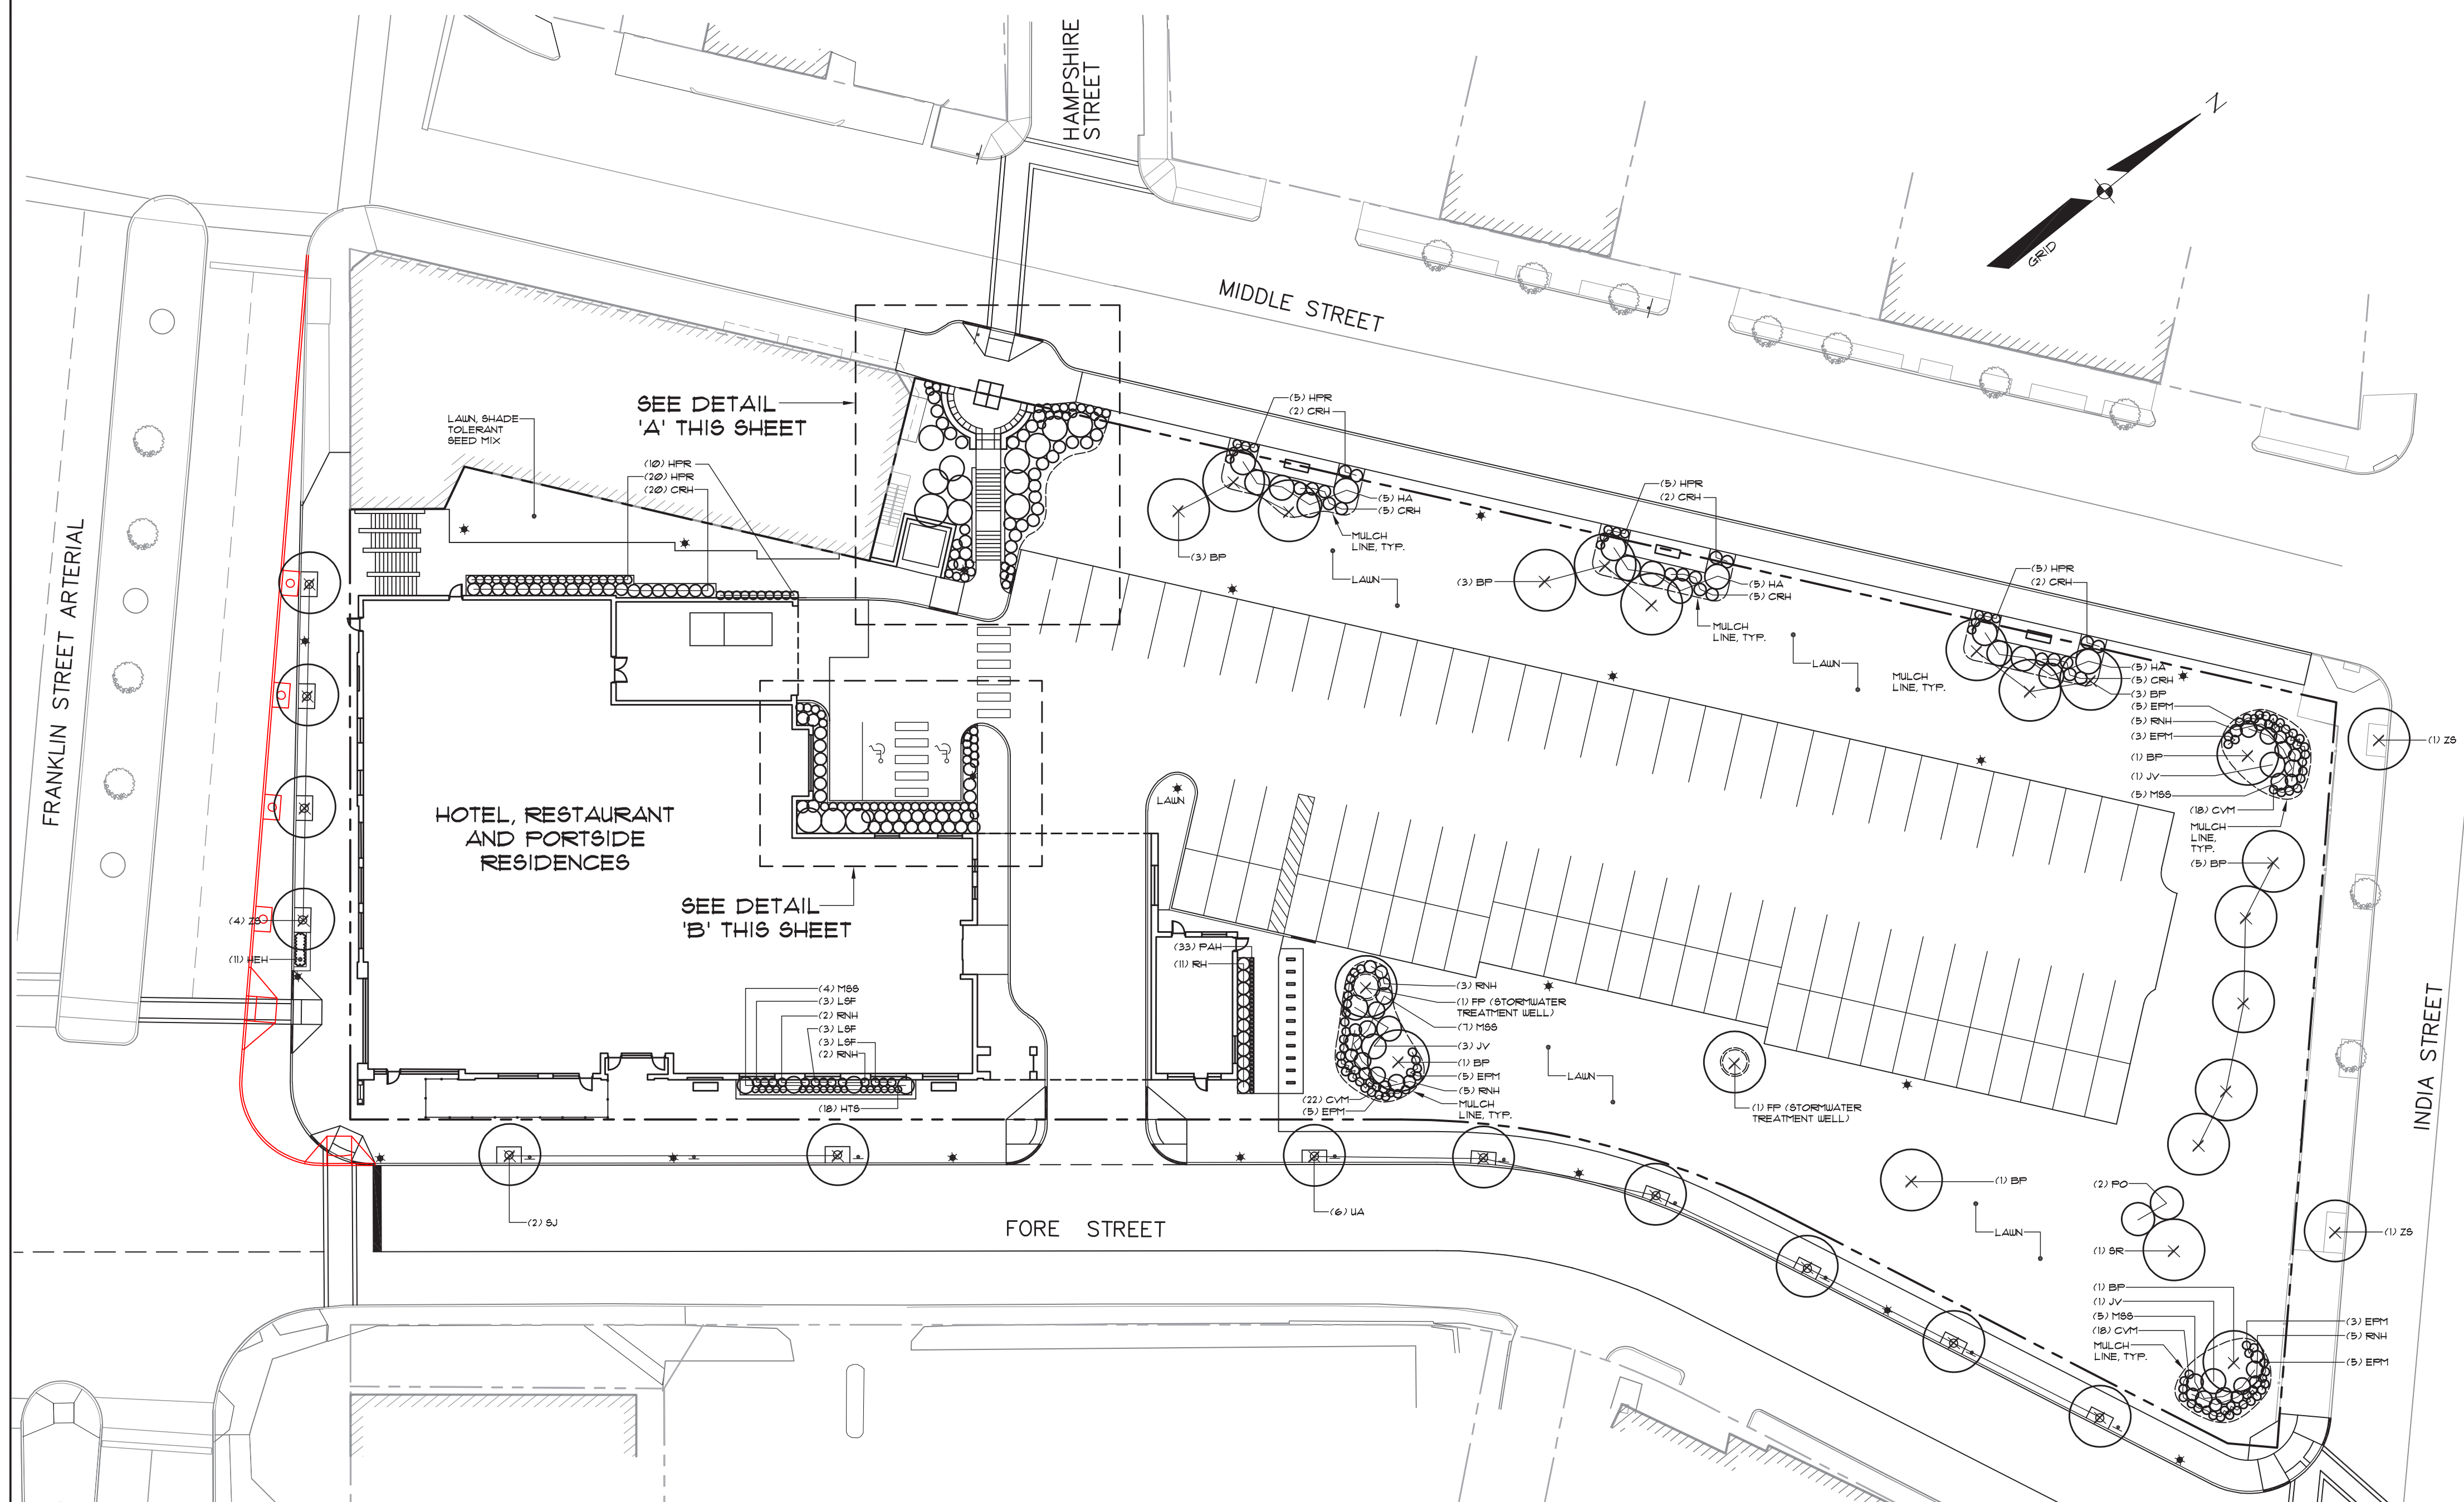 HAMPSHIRE
STREET
N
GRID
MIDDLE STREET
SEE DETAIL
'A' THIS SHEET
LAWN, SHADE
TOLERANT
SEED MIX
(10) HPR
(20) HPR
(20) CRH
(5) HPR
(2) CRH
(5) HA
(5) CRH
MULCH
LINE, TYP.
(3) BP
LAWN
(5) HPR
(2) CRH
(3) BP
(5) HA
(5) CRH
MULCH
LINE, TYP.
LAWN
(5) HPR
(2) CRH
MULCH
LINE, TYP.
(5) HA
(5) CRH
(3) BP
(5) EPM
(5) RNH
(3) EPM
(1) BP
(1) JV
(5) MSS
(18) CVM
MULCH
LINE,
TYP.
(5) BP
(1) ZS
FRANKLIN STREET ARTERIAL
HOTEL, RESTAURANT
AND PORTSIDE
RESIDENCES
LAWN
SEE DETAIL
'B' THIS SHEET
(4) ZS
(11) HEH
(33) PAH
(11) RH
(4) MSS
(3) LSF
(2) RNH
(3) LSF
(3) LSF
(2) RNH
(18) HTS
(3) RNH
(1) FP (STORMWATER
TREATMENT WELL)
(7) MSS
(3) JV
(1) BP
(5) EPM
(5) RNH
MULCH
LINE, TYP.
(22) CVM
(5) EPM
LAWN
(1) FP (STORMWATER
TREATMENT WELL)
INDIA STREET
(1) BP
(2) PO
LAWN
(1) SR
(1) ZS
(2) SJ
(6) UA
FORE STREET
(1) BP
(1) JV
(5) MSS
(18) CVM
MULCH
LINE, TYP.
(3) EPM
(5) RNH
(5) EPM